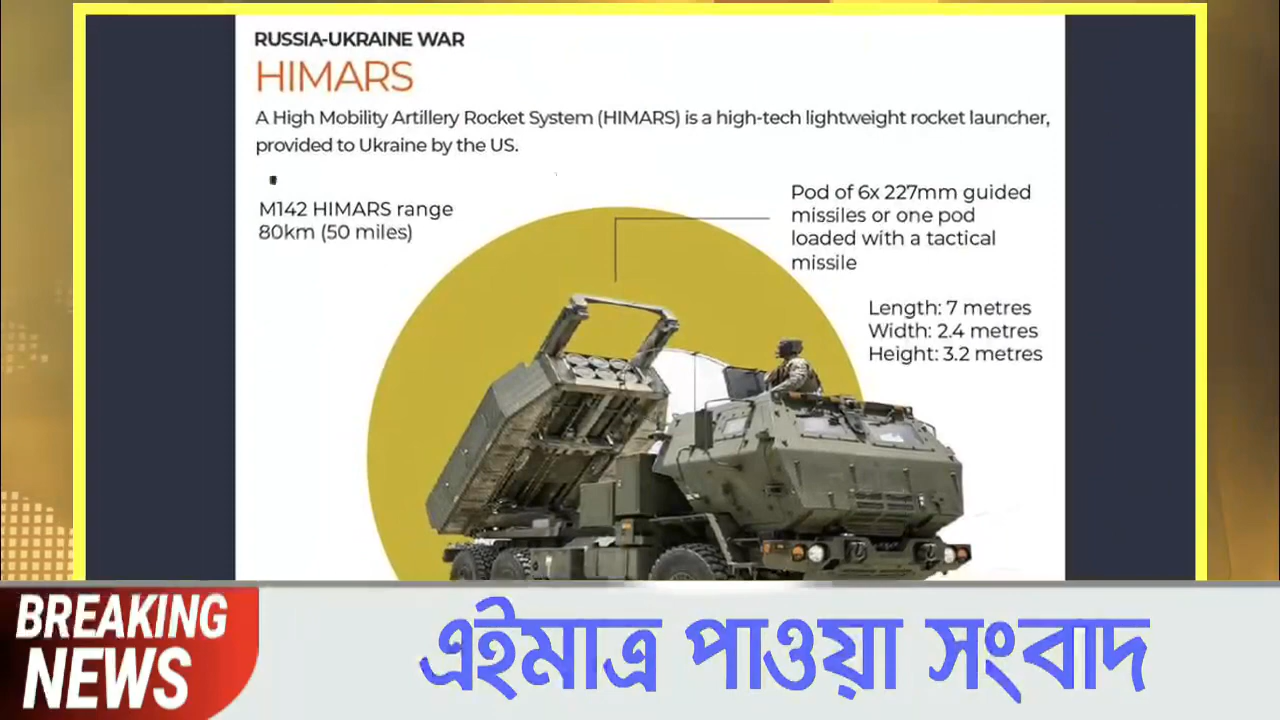 RUSSIA-UKRAINE WAR
HIMARS
A High Mobility Artillery Rocket System (HIMARS) is a high-tech lightweight rocket launcher,
provided to Ukraine by the US.
M142 HIMARS range
80km (50 miles)
Pod of 6x 227mm guided
missiles or one pod
loaded with a tactical
missile
Length: 7 metres
Width: 2.4 metres
Height: 3.2 metres
BREAKING
NEWS
এইমাত্র পাওয়া সংবাদ